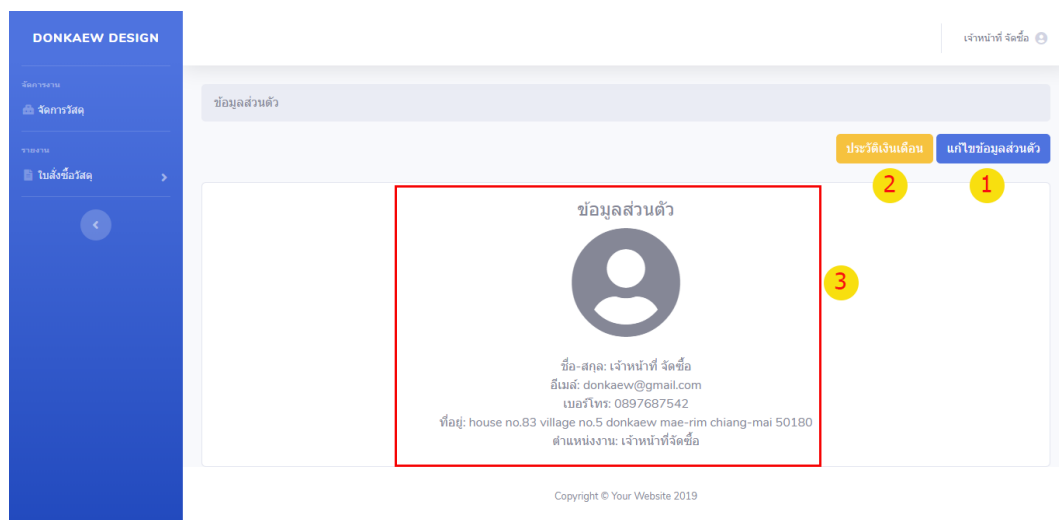 DONKAEW DESIGN
เจ้าหน้าที่ จัดซื้อ
จัดการงาน
จัดการวัสดุ
รายงาน
ใบสั่งซื้อวัสดุ
ข้อมูลส่วนตัว
ประวัติเงินเดือน
แก้ไขข้อมูลส่วนตัว
2
1
ข้อมูลส่วนตัว
3
ชื่อ-สกุล: เจ้าหน้าที่ จัดซื้อ
อีเมล์: donkaew@gmail.com
เบอร์โทร: 0897687542
ที่อยู่: house no.83 village no.5 donkaew mae-rim chiang-mai 50180
ตำแหน่งงาน: เจ้าหน้าที่จัดซื้อ
Copyright © Your Website 2019